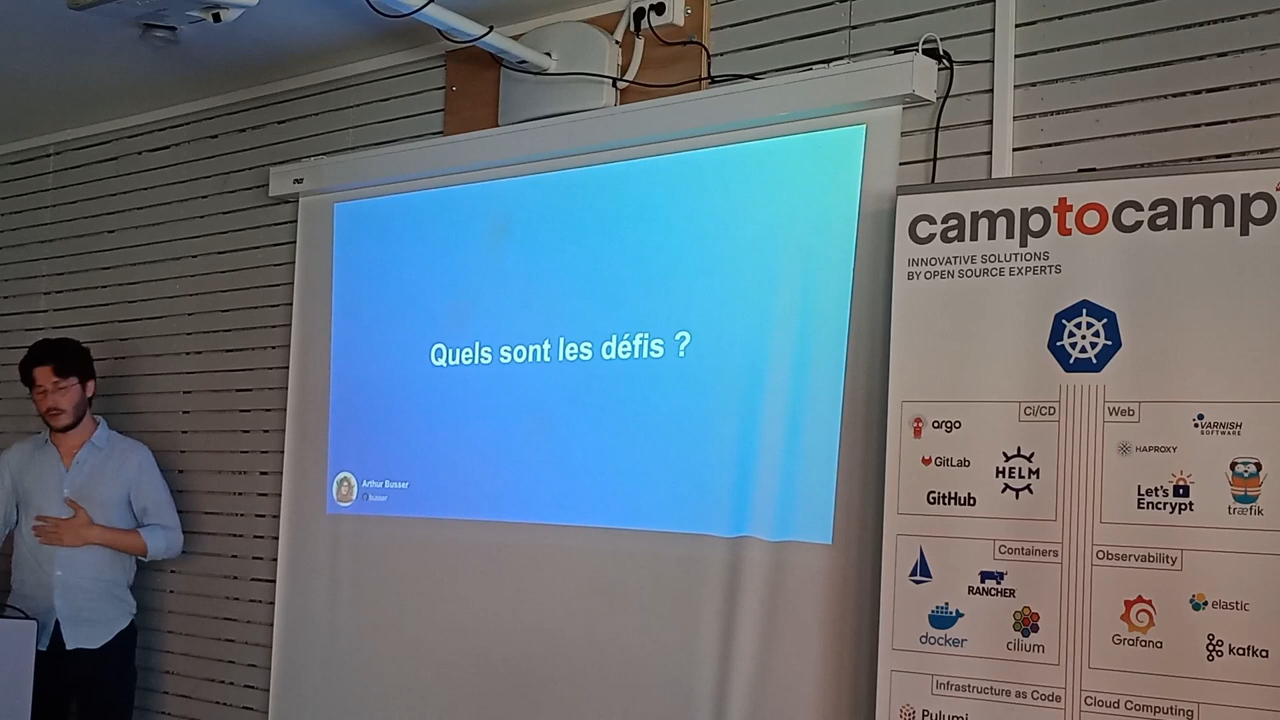 Quels sont les défis ?
Arthur Busser
busser
camptocamp
INNOVATIVE SOLUTIONS
BY OPEN SOURCE EXPERTS
Ci/CD
argo
GitLab
HELM
GitHub
Web
VARNISH
SOFTWARE
HAPROXY
Let's
Encrypt
træfik
Containers
RANCHER
docker
cilium
Observability
Grafana
elastic
kafka
Infrastructure as Code
Pulumi
Cloud Computing